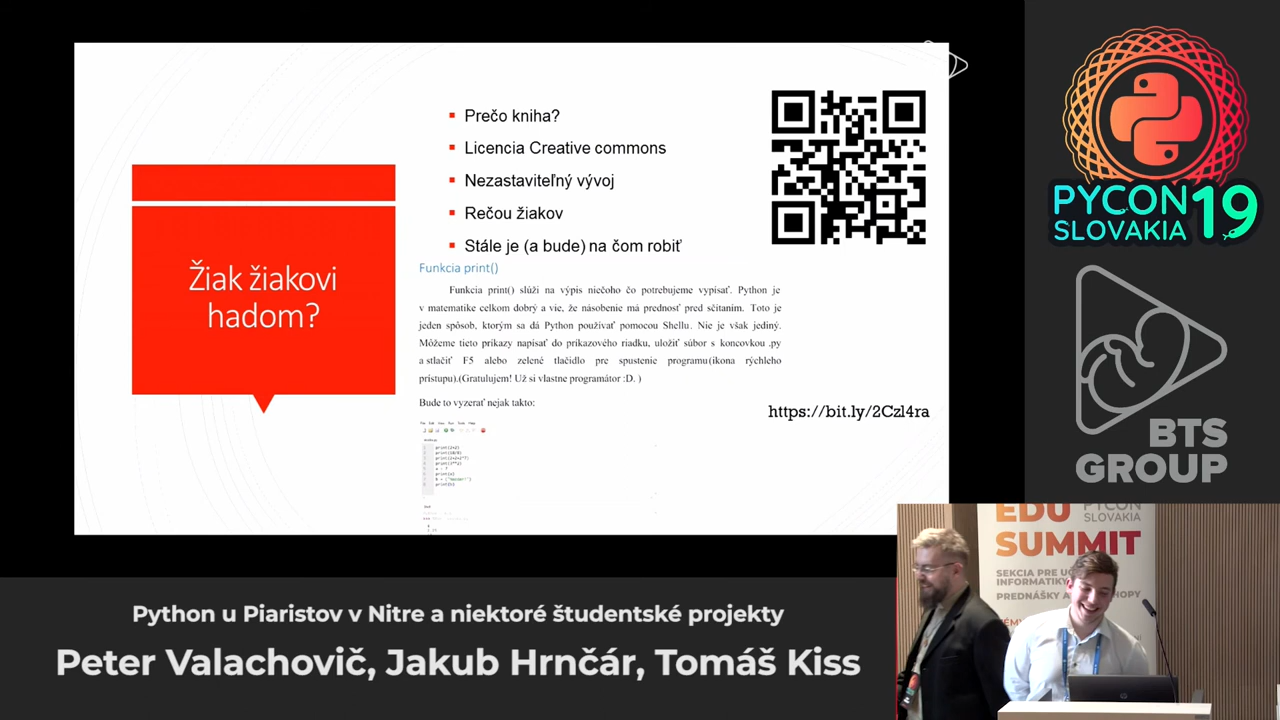 Žiak žiakovi
hadom?
Prečo kniha?
Licencia Creative commons
Nezastaviteľný vývoj
Rečou žiakov
Stále je (a bude) na čom robiť
Funkcia print()
Funkcia print() slúži na výpis niečoho čo potrebujeme vypísať. Python je
v matematike celkom dobrý a vie, že násobenie má prednosť pred sčítaním. Toto je
jeden spôsob, ktorým sa dá Python používať pomocou Shellu. Nie je však jediný.
Môžeme tieto príkazy napísať do príkazového riadku, uložiť súbor s koncovkou .py
a stlačiť F5 alebo zelené tlačidlo pre spustenie programu(ikona rýchleho
prístupu).(Gratulujem! Už si vlastne programátor :D. )
Bude to vyzerať nejak takto:
https://bit.ly/2Czl4ra
PYCON 19
SLOVAKIA
BTS
GROUP
EDU PYCON
SLOVAKIA
SUMMIT
SEKCIA PRE
INFORMATIKY
PREDNÁŠKY
Python u Piaristov v Nitre a niektoré študentské projekty
Peter Valachovič, Jakub Hrnčár, Tomáš Kiss